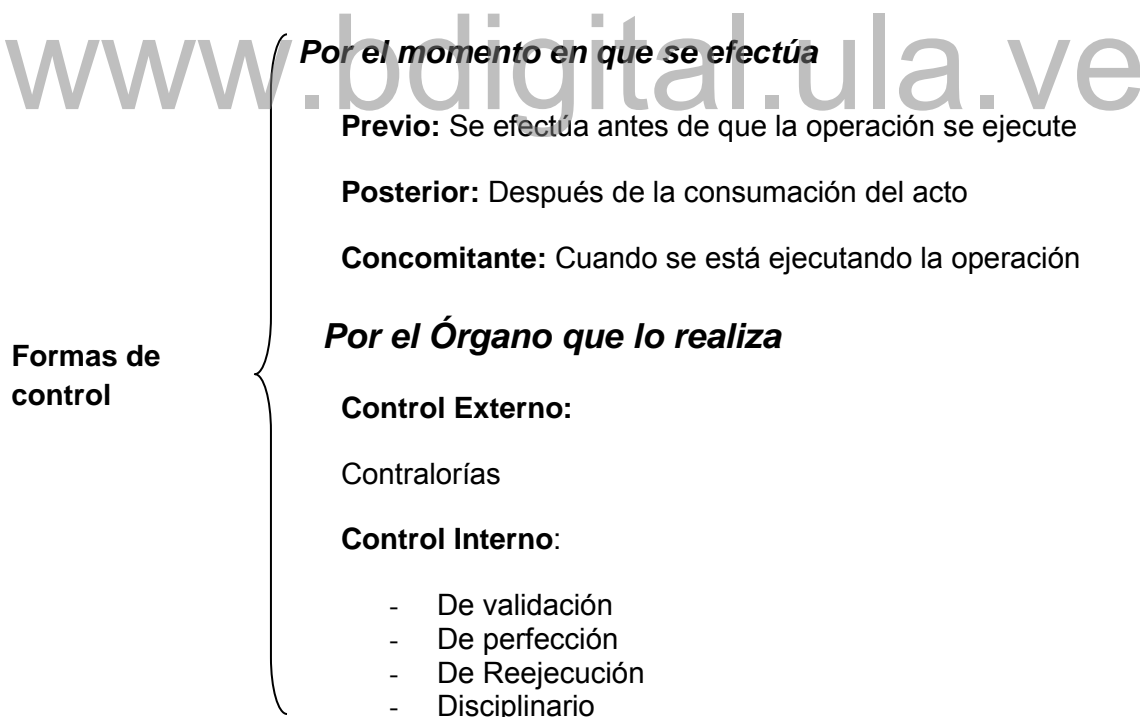 www.bdigital.ula.ve
Por el momento en que se efectúa
Previo: Se efectúa antes de que la operación se ejecute
Posterior: Después de la consumación del acto
Concomitante: Cuando se está ejecutando la operación
Por el Órgano que lo realiza
Formas de
control
Control Externo:
Contralorías
Control Interno:
- De validación
- De perfección
- De Reejecución
- Disciplinario